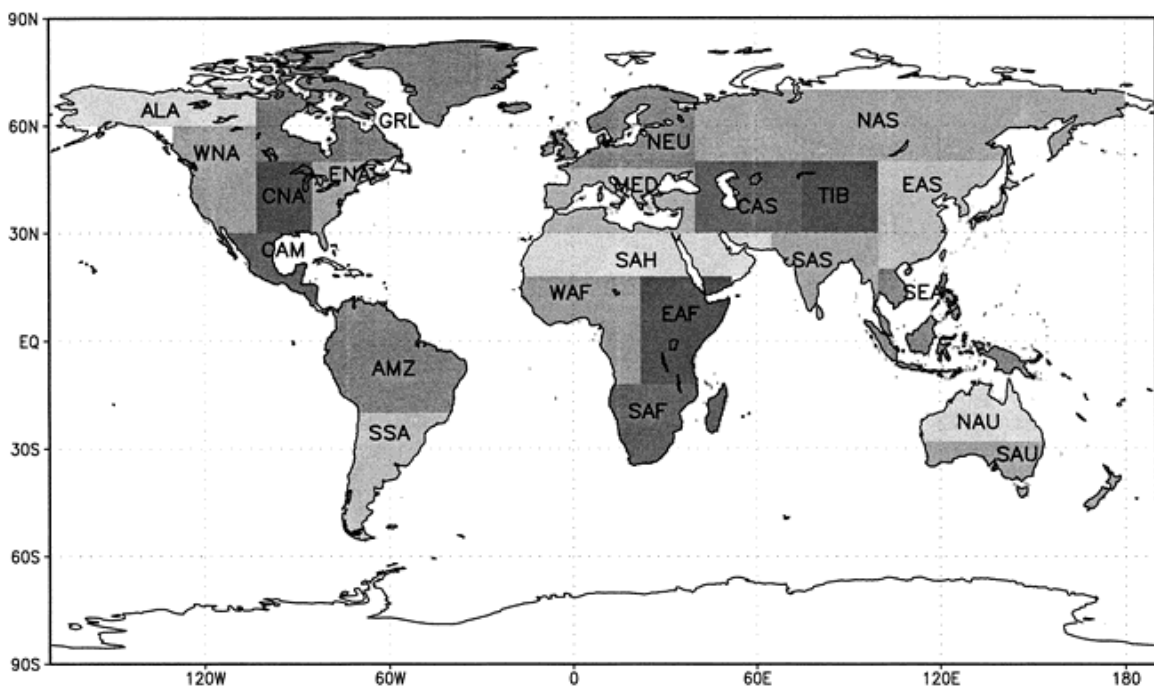 90N
60N
30N
EQ
30S
60S
90S
ALA
GRL
NAS
WNA
NEU
ENA
CNA
MED
CAS
TIB
EAS
CAM
SAH
SAS
WAF
SEA
EAF
AMZ
SAF
NAU
SSA
SAU
120W
60W
0
60E
120E
180